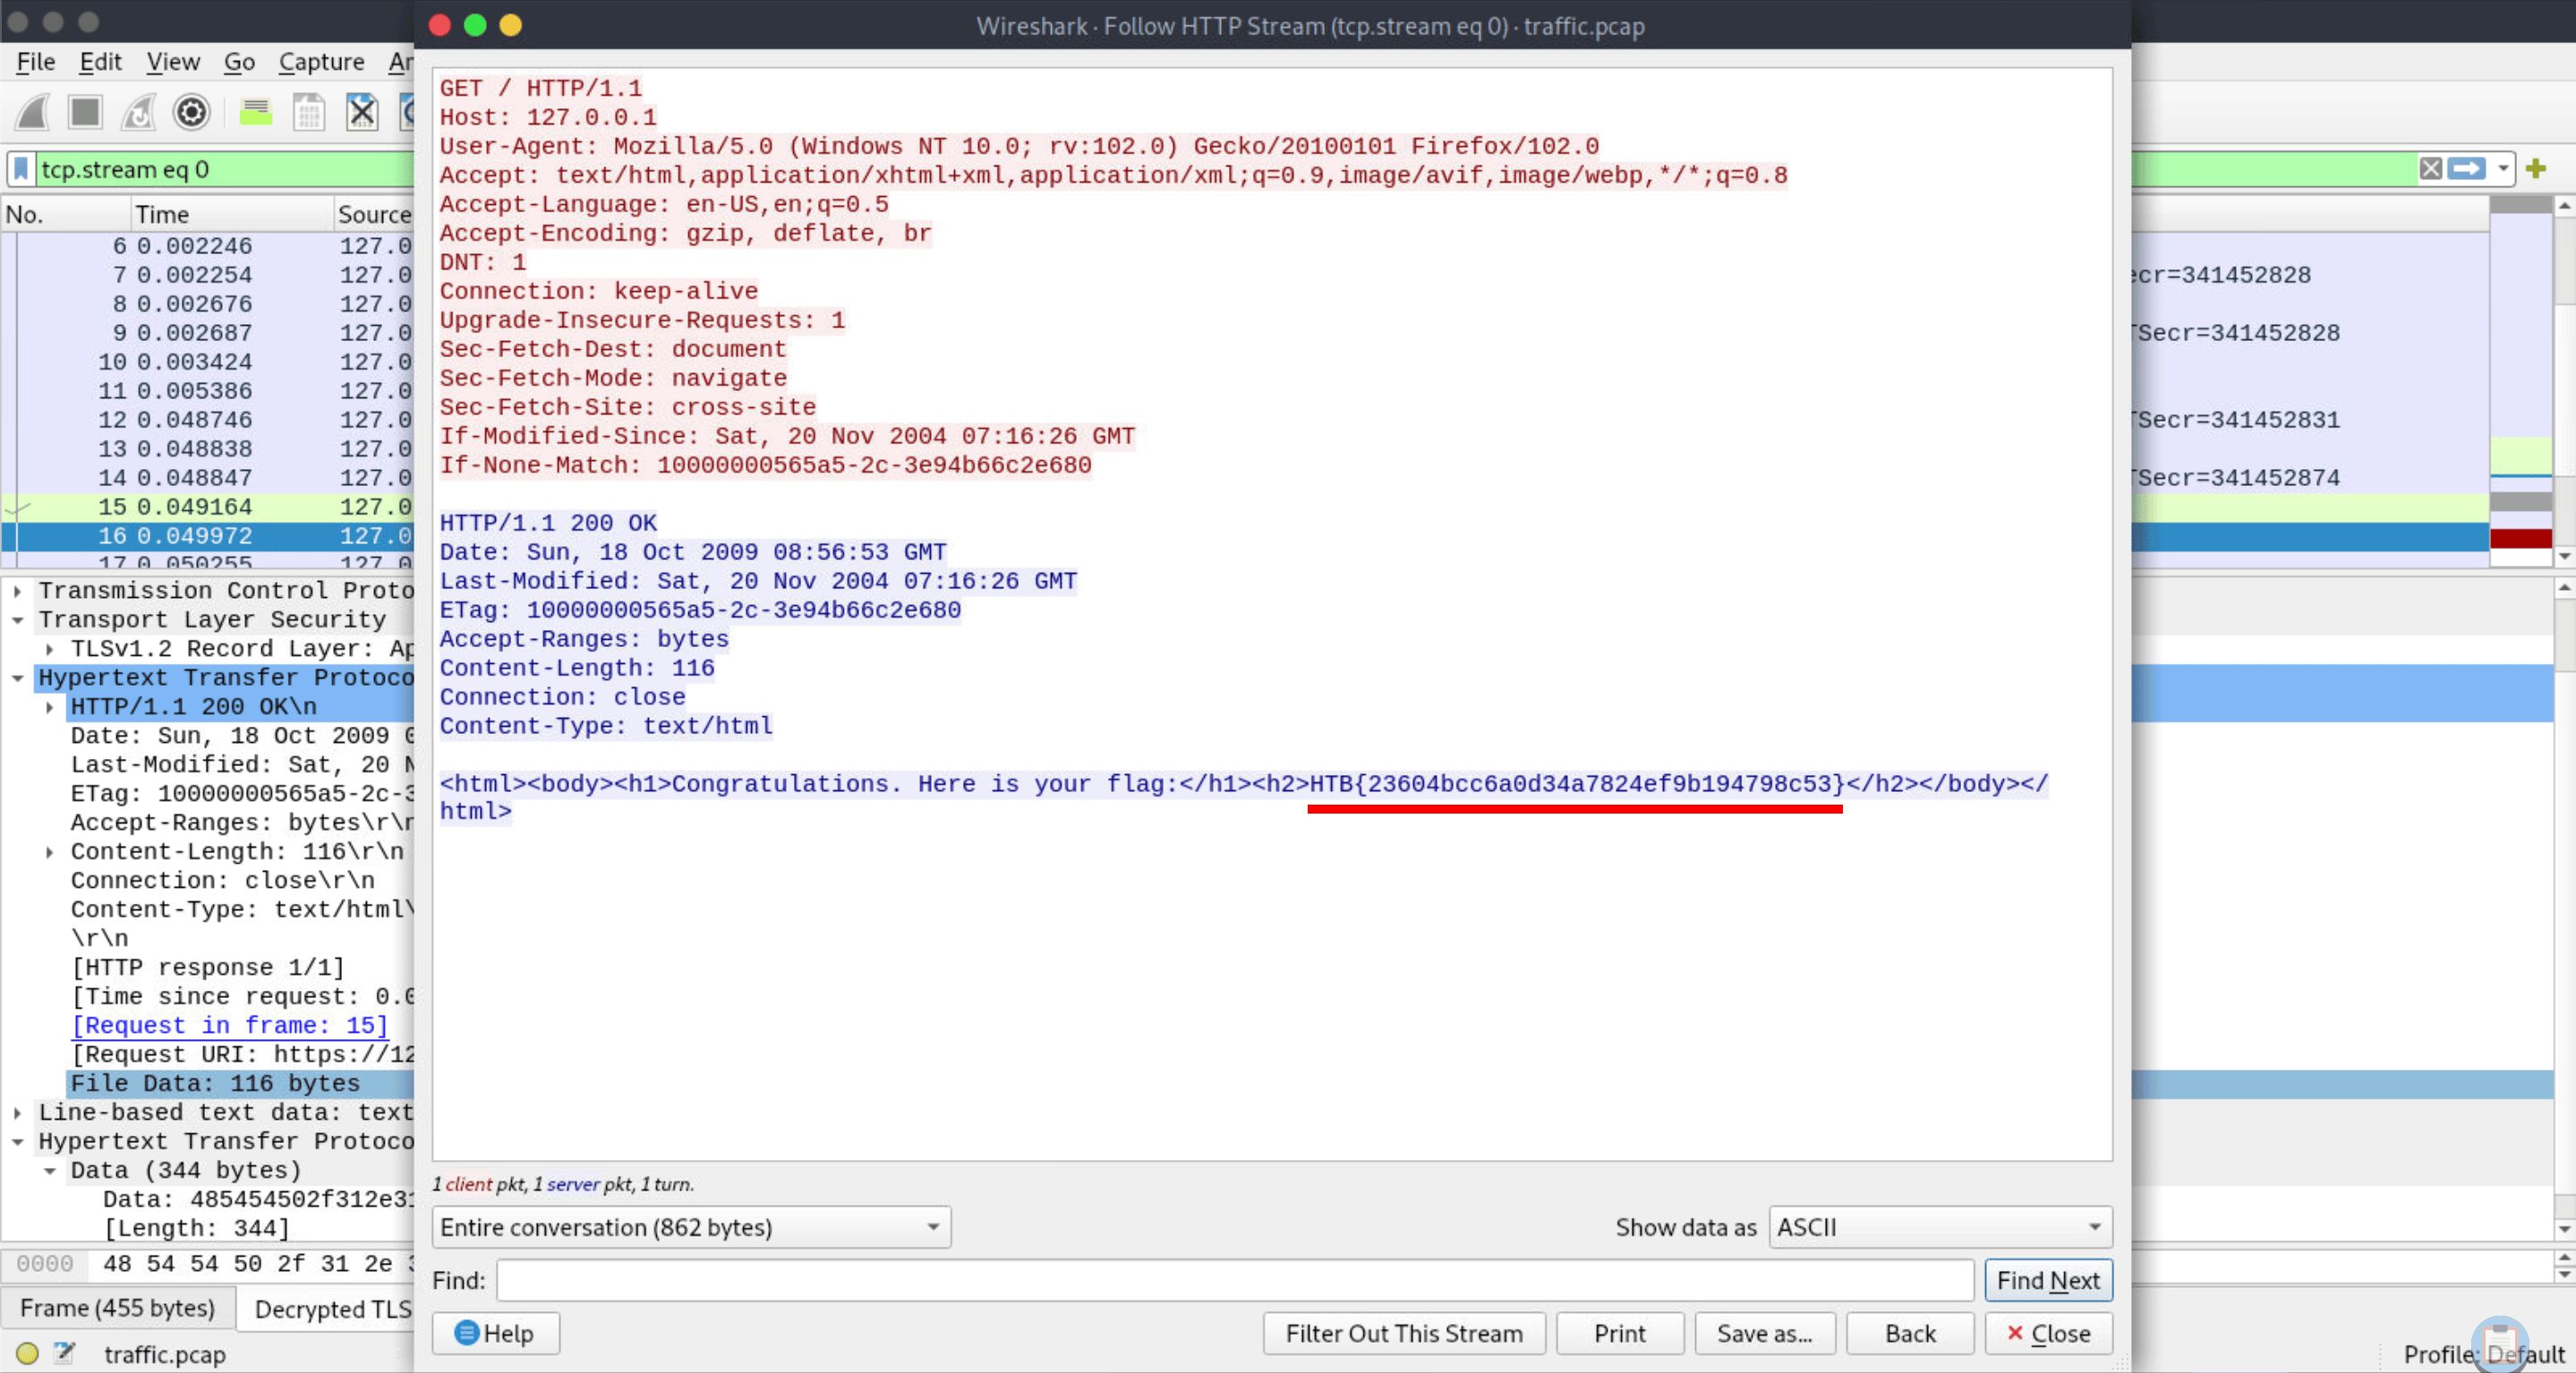 Wireshark · Follow HTTP Stream (tcp.stream eq 0) · traffic.pcap
File Edit View Go Capture
tcp.stream eq 0
No. Time Source
6 0.002246 127.0
7 0.002254 127.0
8 0.002676 127.0
9 0.002687 127.0
10 0.003424 127.0
11 0.005386 127.0
12 0.048746 127.0
13 0.048838 127.0
14 0.048847 127.0
15 0.049164 127.0
16 0.049972 127.0
17 0.050255 127.0
Transmission Control Proto
Transport Layer Security
TLSv1.2 Record Layer: Ap
Hypertext Transfer Protoco
HTTP/1.1 200 OK\n
Date: Sun, 18 Oct 2009 0
Last-Modified: Sat, 20 N
ETag: 10000000565a5-2c-3
Accept-Ranges: bytes\r\n
Content-Length: 116\r\n
Connection: close\r\n
Content-Type: text/html\
\r\n
[HTTP response 1/1]
[Time since request: 0.0
[Request in frame: 15]
[Request URI: https://12
File Data: 116 bytes
Line-based text data: text
Hypertext Transfer Protoco
Data (344 bytes)
Data: 485454502f312e31
[Length: 344]
0000 48 54 54 50 2f 31 2e 3
Frame (455 bytes) Decrypted TLS
traffic.pcap
GET / HTTP/1.1
Host: 127.0.0.1
User-Agent: Mozilla/5.0 (Windows NT 10.0; rv:102.0) Gecko/20100101 Firefox/102.0
Accept: text/html,application/xhtml+xml,application/xml;q=0.9,image/avif,image/webp,*/*;q=0.8
Accept-Language: en-US,en;q=0.5
Accept-Encoding: gzip, deflate, br
DNT: 1
Connection: keep-alive
Upgrade-Insecure-Requests: 1
Sec-Fetch-Dest: document
Sec-Fetch-Mode: navigate
Sec-Fetch-Site: cross-site
If-Modified-Since: Sat, 20 Nov 2004 07:16:26 GMT
If-None-Match: 10000000565a5-2c-3e94b66c2e680
HTTP/1.1 200 OK
Date: Sun, 18 Oct 2009 08:56:53 GMT
Last-Modified: Sat, 20 Nov 2004 07:16:26 GMT
ETag: 10000000565a5-2c-3e94b66c2e680
Accept-Ranges: bytes
Content-Length: 116
Connection: close
Content-Type: text/html
<html><body><h1>Congratulations. Here is your flag:</h1><h2>HTB{23604bcc6a0d34a7824ef9b194798c53}</h2></body></
html>
1 client pkt, 1 server pkt, 1 turn.
Entire conversation (862 bytes) Show data as ASCII
Find: Find Next
Help Filter Out This Stream Print Save as... Back Close
ecr=341452828
TSecr=341452828
TSecr=341452831
TSecr=341452874
Profile: Default